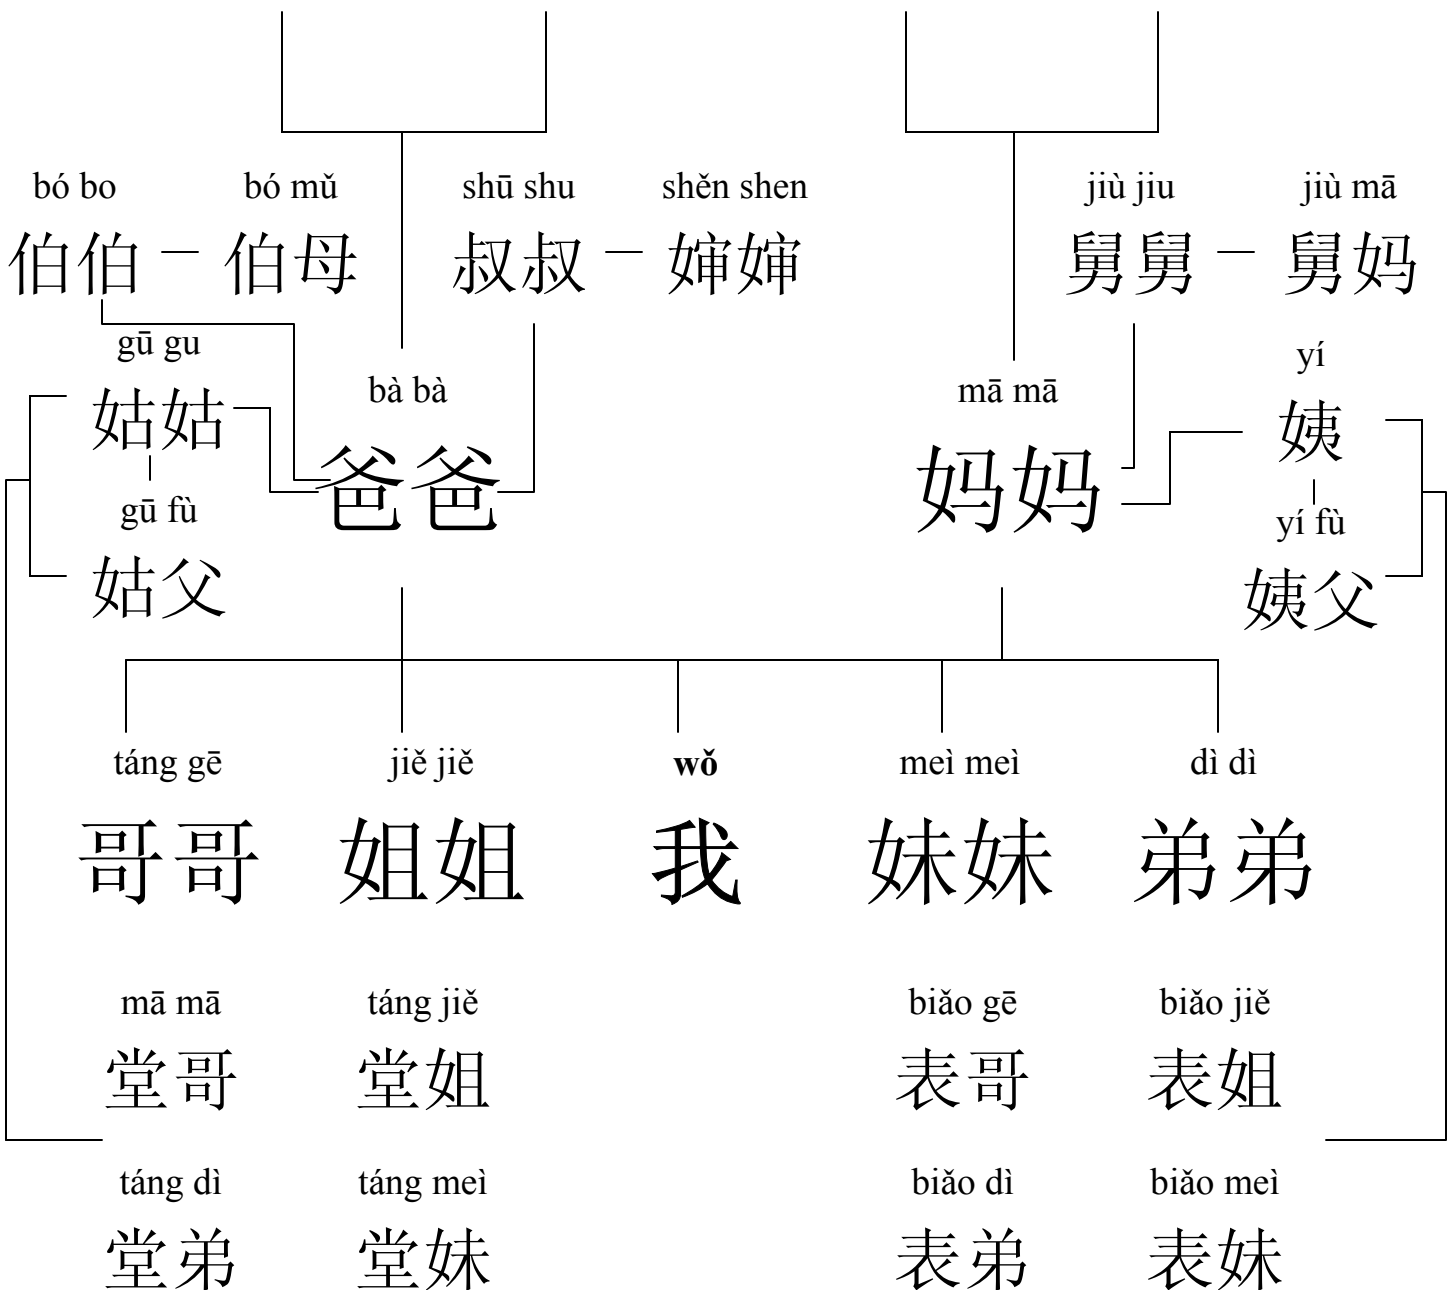 bó bo bó mǔ shū shu shěn shen jiù jiu jiù mā
伯伯 — 伯母 叔叔 — 婶婶 舅舅 — 舅妈
gū gu yí
bà bà mā mā
姑姑 姨
爸爸 妈妈
gū fù yí fù
姑父 姨父
táng gē jiě jiě wǒ meì meì dì dì
哥哥 姐姐 我 妹妹 弟弟
mā mā táng jiě biǎo gē biǎo jiě
堂哥 堂姐 表哥 表姐
táng dì táng meì biǎo dì biǎo meì
堂弟 堂妹 表弟 表妹